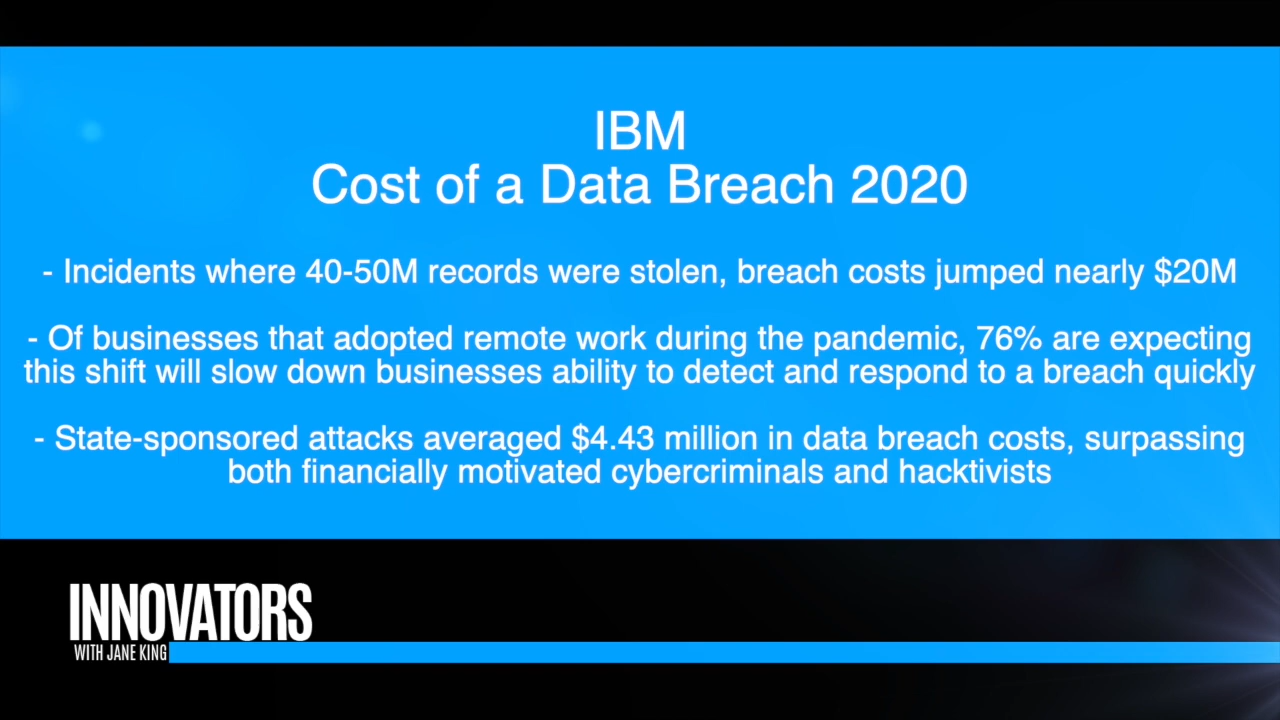 IBM
Cost of a Data Breach 2020
- Incidents where 40-50M records were stolen, breach costs jumped nearly $20M
- Of businesses that adopted remote work during the pandemic, 76% are expecting
this shift will slow down businesses ability to detect and respond to a breach quickly
- State-sponsored attacks averaged $4.43 million in data breach costs, surpassing
both financially motivated cybercriminals and hacktivists
INNOVATORS
WITH JANE KING